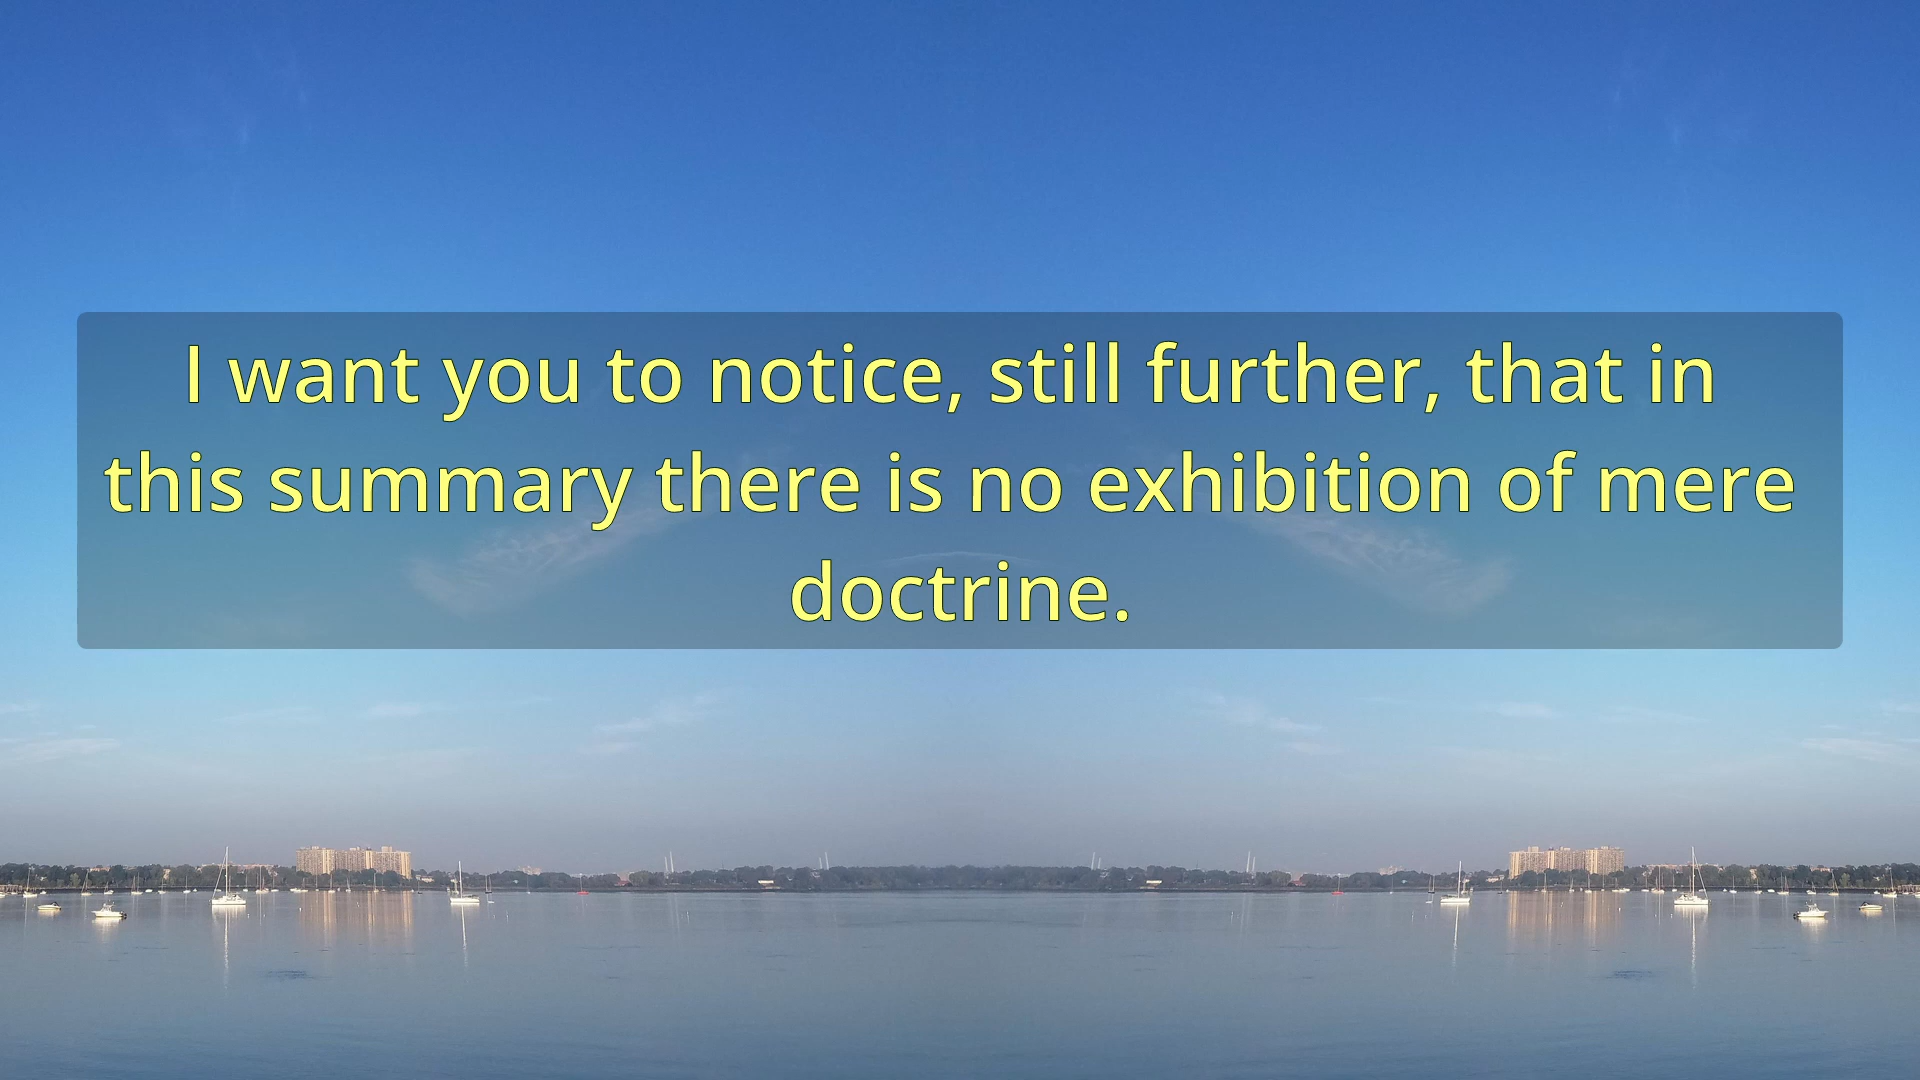 I want you to notice, still further, that in
this summary there is no exhibition of mere
doctrine.